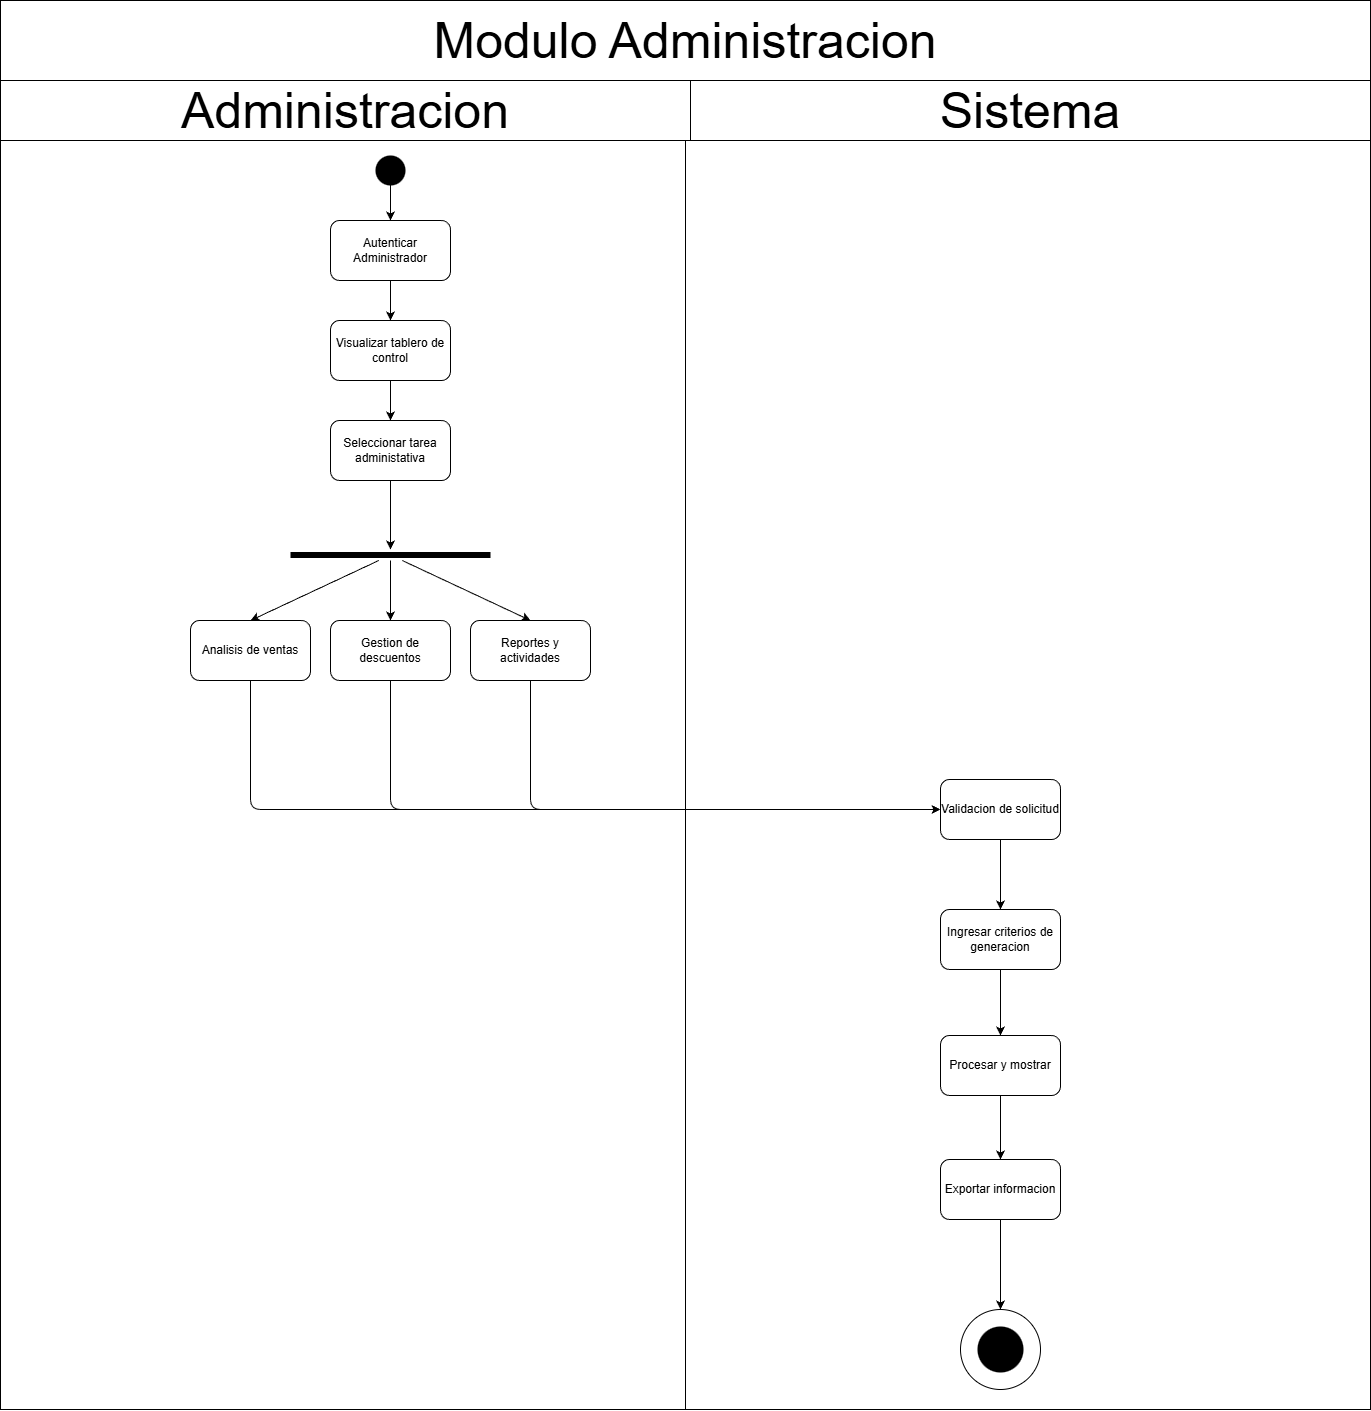 Modulo Administracion
Administracion
Sistema
Autenticar
Administrador
Visualizar tablero de
control
Seleccionar tarea
administativa
Analisis de ventas
Gestion de
descuentos
Reportes y
actividades
Validacion de solicitud
Ingresar criterios de
generacion
Procesar y mostrar
Exportar informacion